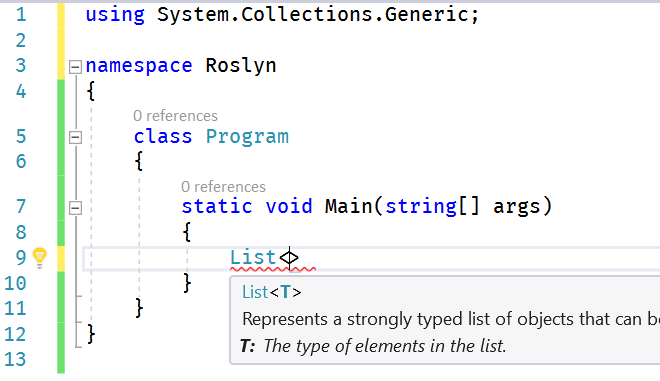 1 using System.Collections.Generic;
2
3 namespace Roslyn
4 {
0 references
5 class Program
6 {
0 references
7 static void Main(string[] args)
8 {
9 List<>
10 }
11 }
12 }
13
List<T>
Represents a strongly typed list of objects that can
T: The type of elements in the list.